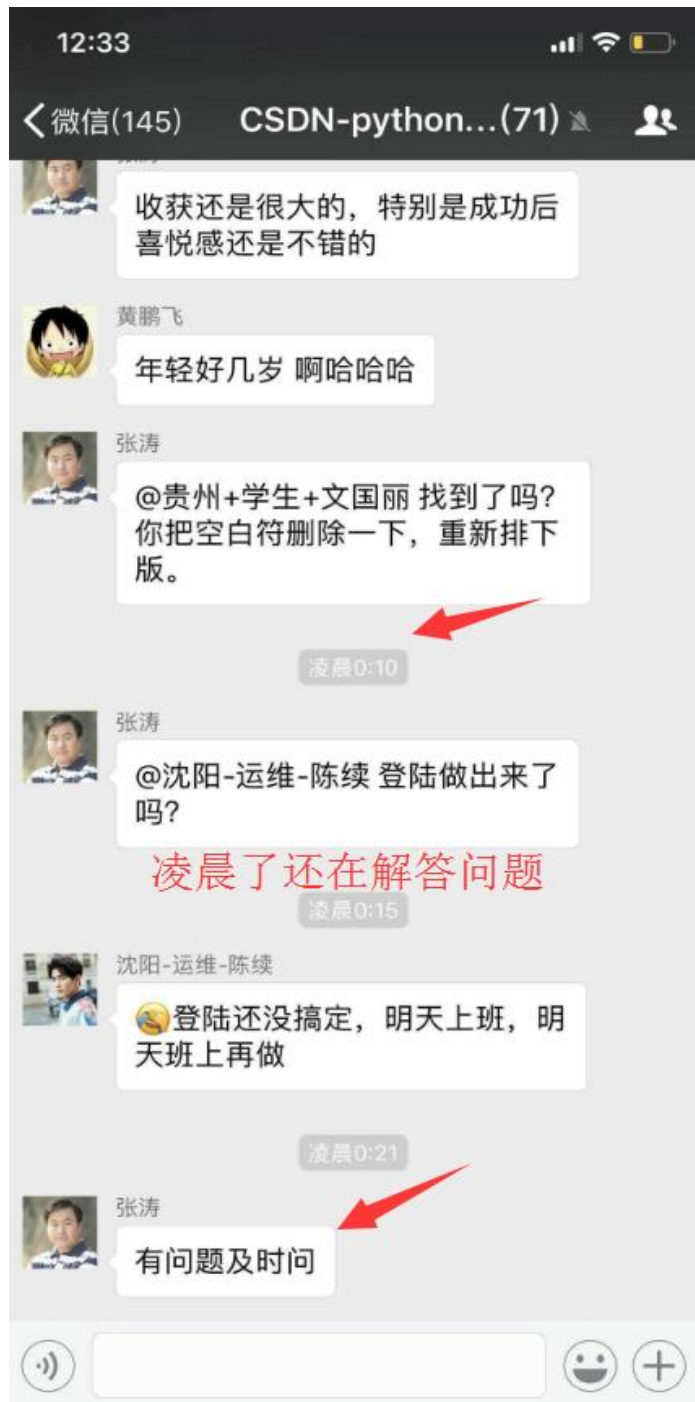 12:33
微信(145) CSDN-python...(71)
收获还是很大的，特别是成功后
喜悦感还是不错的
黄鹏飞
年轻好几岁 啊哈哈哈
张涛
@贵州+学生+文国丽 找到了吗？
你把空白符删除一下，重新排下
版。
凌晨0:10
张涛
@沈阳-运维-陈续 登陆做出来了
吗？
凌晨了还在解答问题
凌晨0:15
沈阳-运维-陈续
登陆还没搞定，明天上班，明
天班上再做
凌晨0:21
张涛
有问题及时问